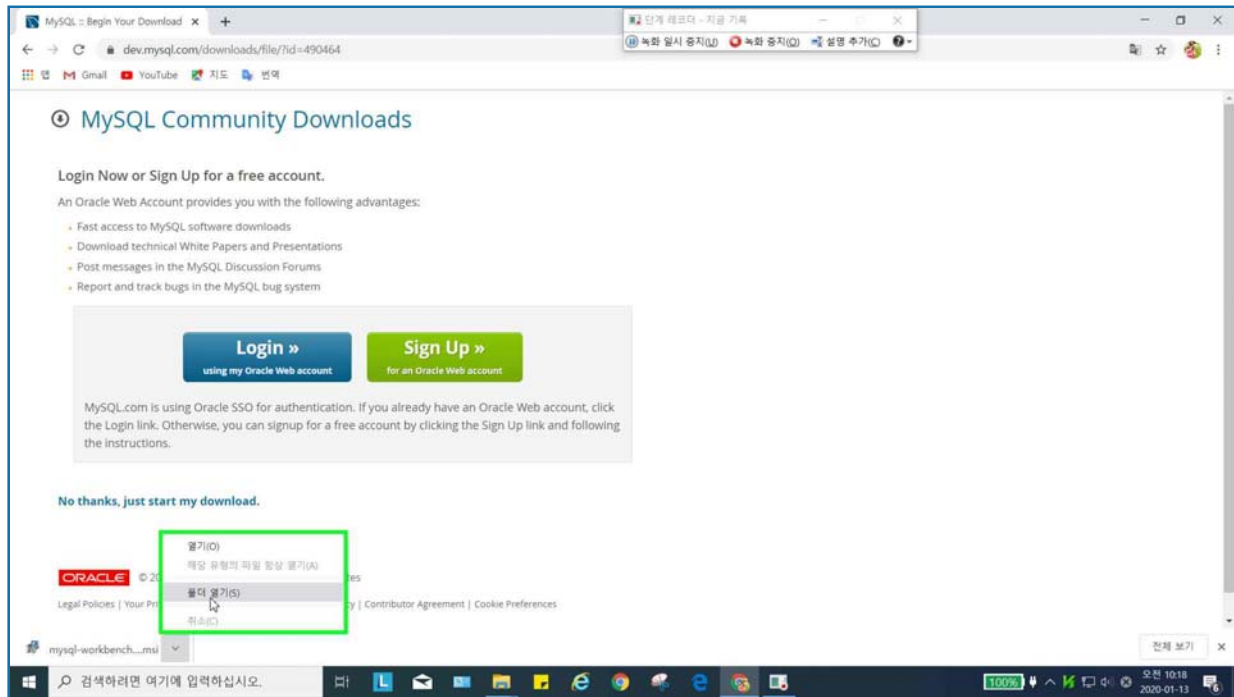 MySQL :: Begin Your Download
단계 레코더 - 지금 기록
dev.mysql.com/downloads/file/?id=490464
녹화 일시 중지(U) 녹화 중지(O) 설명 추가(C)
앱 Gmail YouTube 지도 번역
MySQL Community Downloads
Login Now or Sign Up for a free account.
An Oracle Web Account provides you with the following advantages:
Fast access to MySQL software downloads
Download technical White Papers and Presentations
Post messages in the MySQL Discussion Forums
Report and track bugs in the MySQL bug system
Login »
using my Oracle Web account
Sign Up »
for an Oracle Web account
MySQL.com is using Oracle SSO for authentication. If you already have an Oracle Web account, click
the Login link. Otherwise, you can signup for a free account by clicking the Sign Up link and following
the instructions.
No thanks, just start my download.
열기(O)
해당 유형의 파일 항상 열기(A)
폴더 열기(S)
취소(C)
ORACLE © 20
Legal Policies | Your | Contributor Agreement | Cookie Preferences
mysql-workbench....msi
전체 보기
검색하려면 여기에 입력하십시오.
100%
오전 10:18
2020-01-13